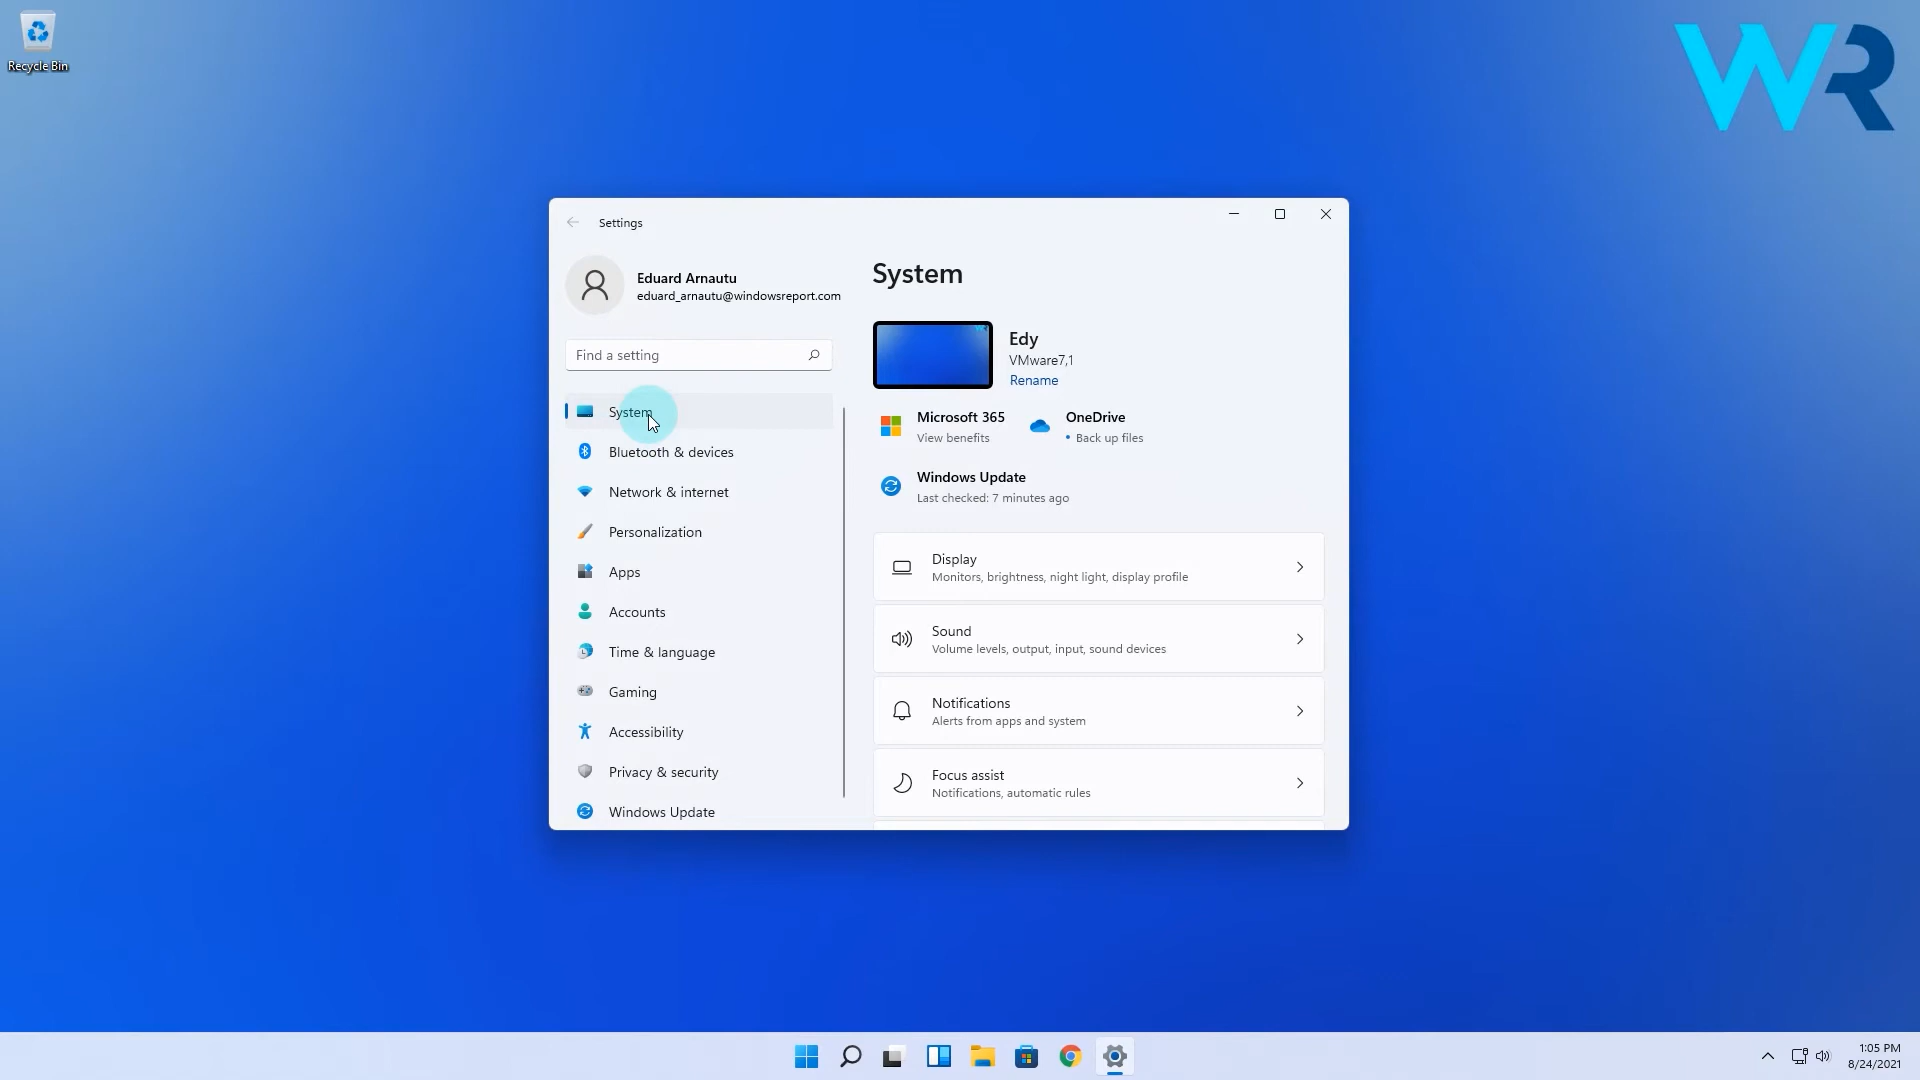 Recycle Bin
WR
Settings
Eduard Arnautu
eduard_arnautu@windowsreport.com
Find a setting
System
Bluetooth & devices
Network & internet
Personalization
Apps
Accounts
Time & language
Gaming
Accessibility
Privacy & security
Windows Update
System
Edy
VMware7,1
Rename
Microsoft 365
View benefits
OneDrive
• Back up files
Windows Update
Last checked: 7 minutes ago
Display
Monitors, brightness, night light, display profile
Sound
Volume levels, output, input, sound devices
Notifications
Alerts from apps and system
Focus assist
Notifications, automatic rules
1:05 PM
8/24/2021